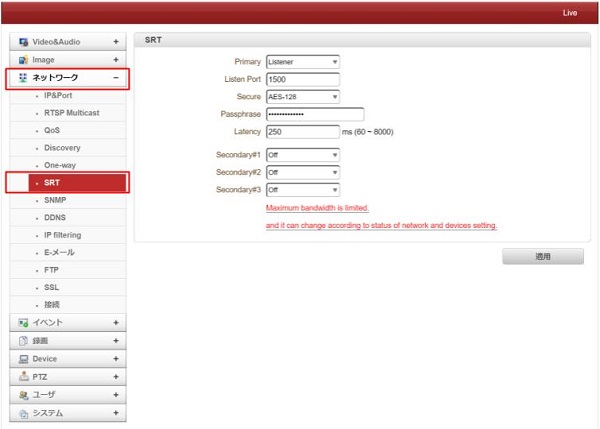 Live
Video&Audio +
Image +
ネットワーク −
IP&Port
RTSP Multicast
QoS
Discovery
One-way
SRT
SNMP
DDNS
IP filtering
E-メール
FTP
SSL
接続
イベント +
録画 +
Device +
PTZ +
ユーザ +
システム +
SRT
Primary Listener
Listen Port 1500
Secure AES-128
Passphrase •••••••••••••
Latency 250 ms (60 ~ 8000)
Secondary#1 Off
Secondary#2 Off
Secondary#3 Off
Maximum bandwidth is limited.
and it can change according to status of network and devices setting.
適用